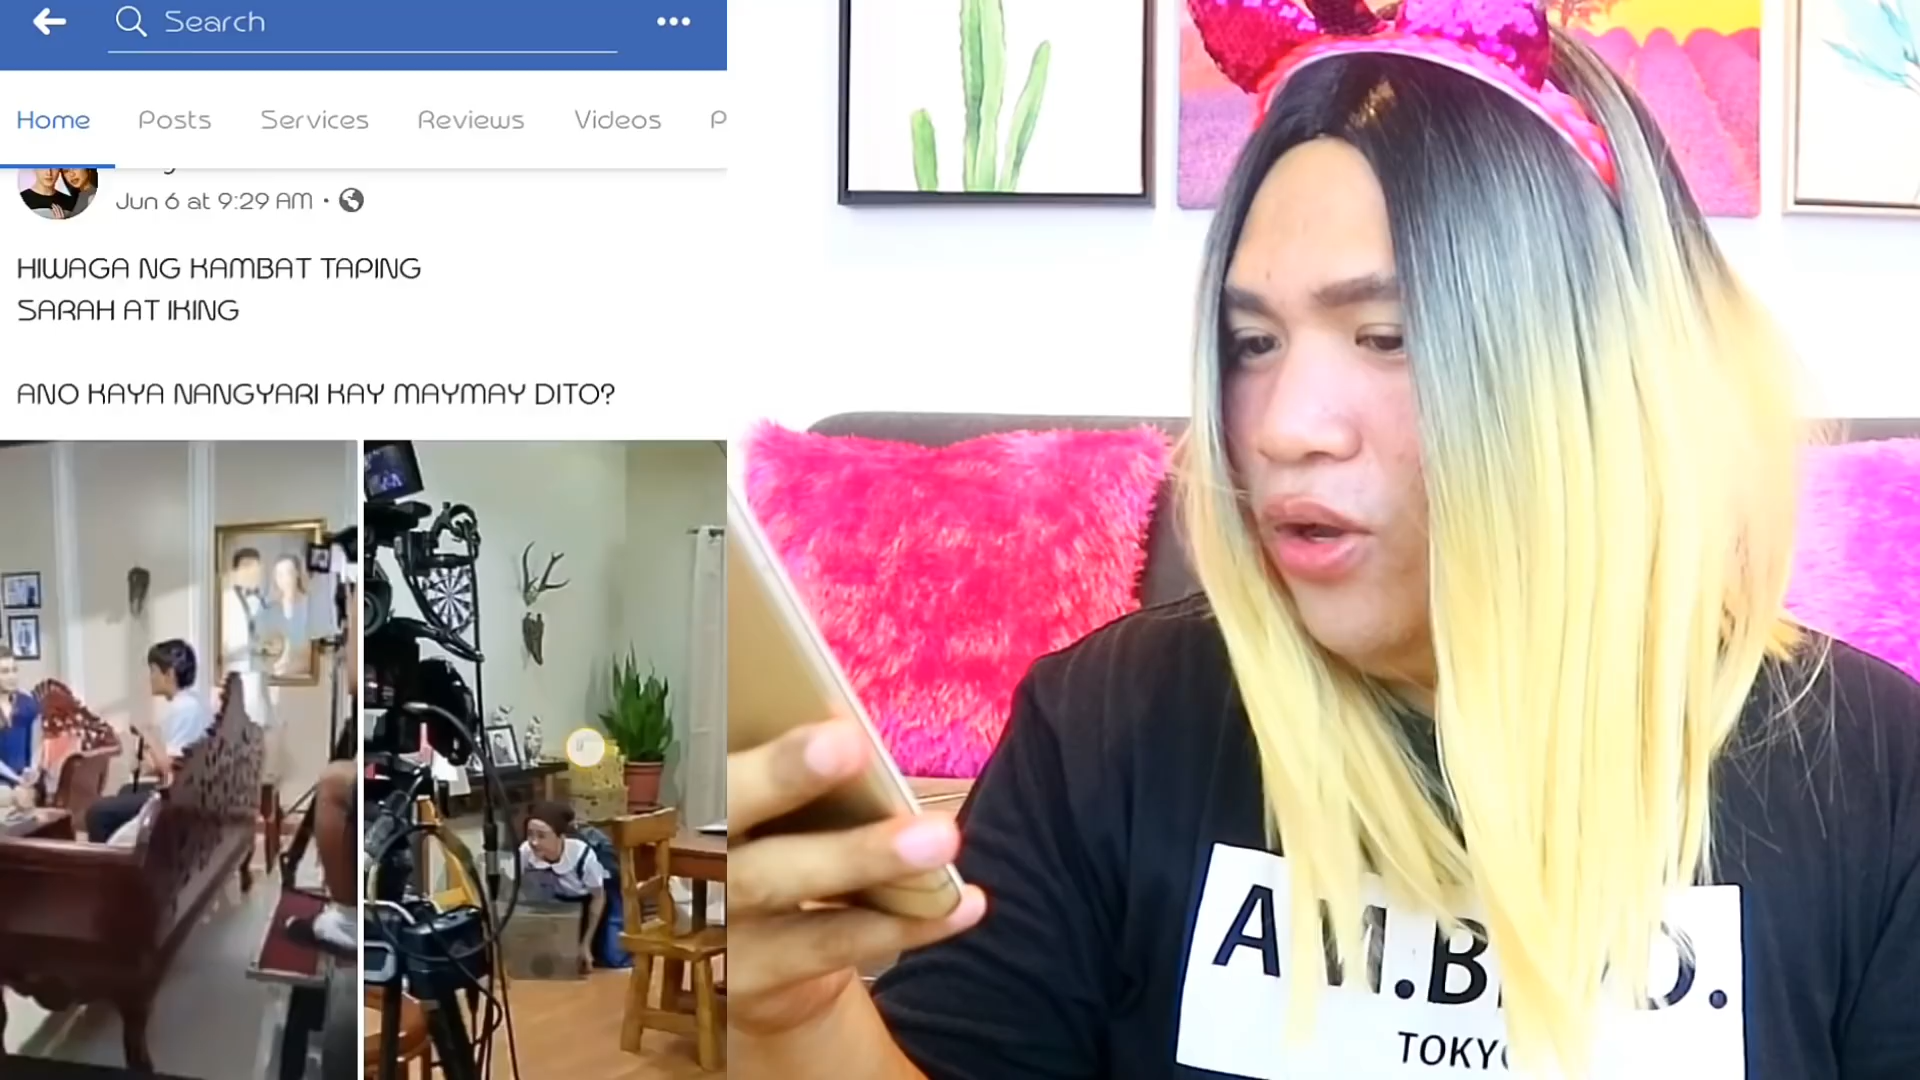 Search
Home Posts Services Reviews Videos P
Jun 6 at 9:29 AM
HIWAGA NG KAMBAT TAPING
SARAH AT IKING
ANO KAYA NANGYARI KAY MAYMAY DITO?